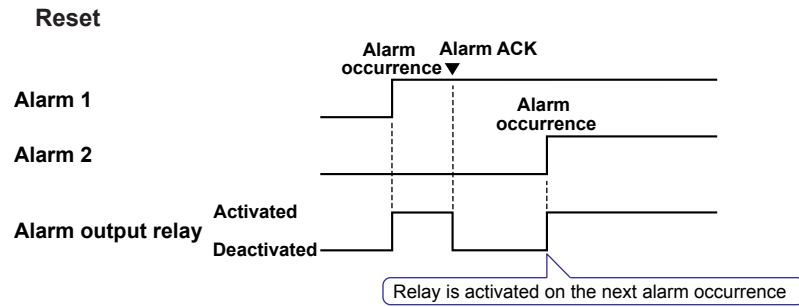 Reset
Alarm
occurrence
Alarm ACK
Alarm 1
Alarm
occurrence
Alarm 2
Alarm output relay
Activated
Deactivated
Relay is activated on the next alarm occurrence